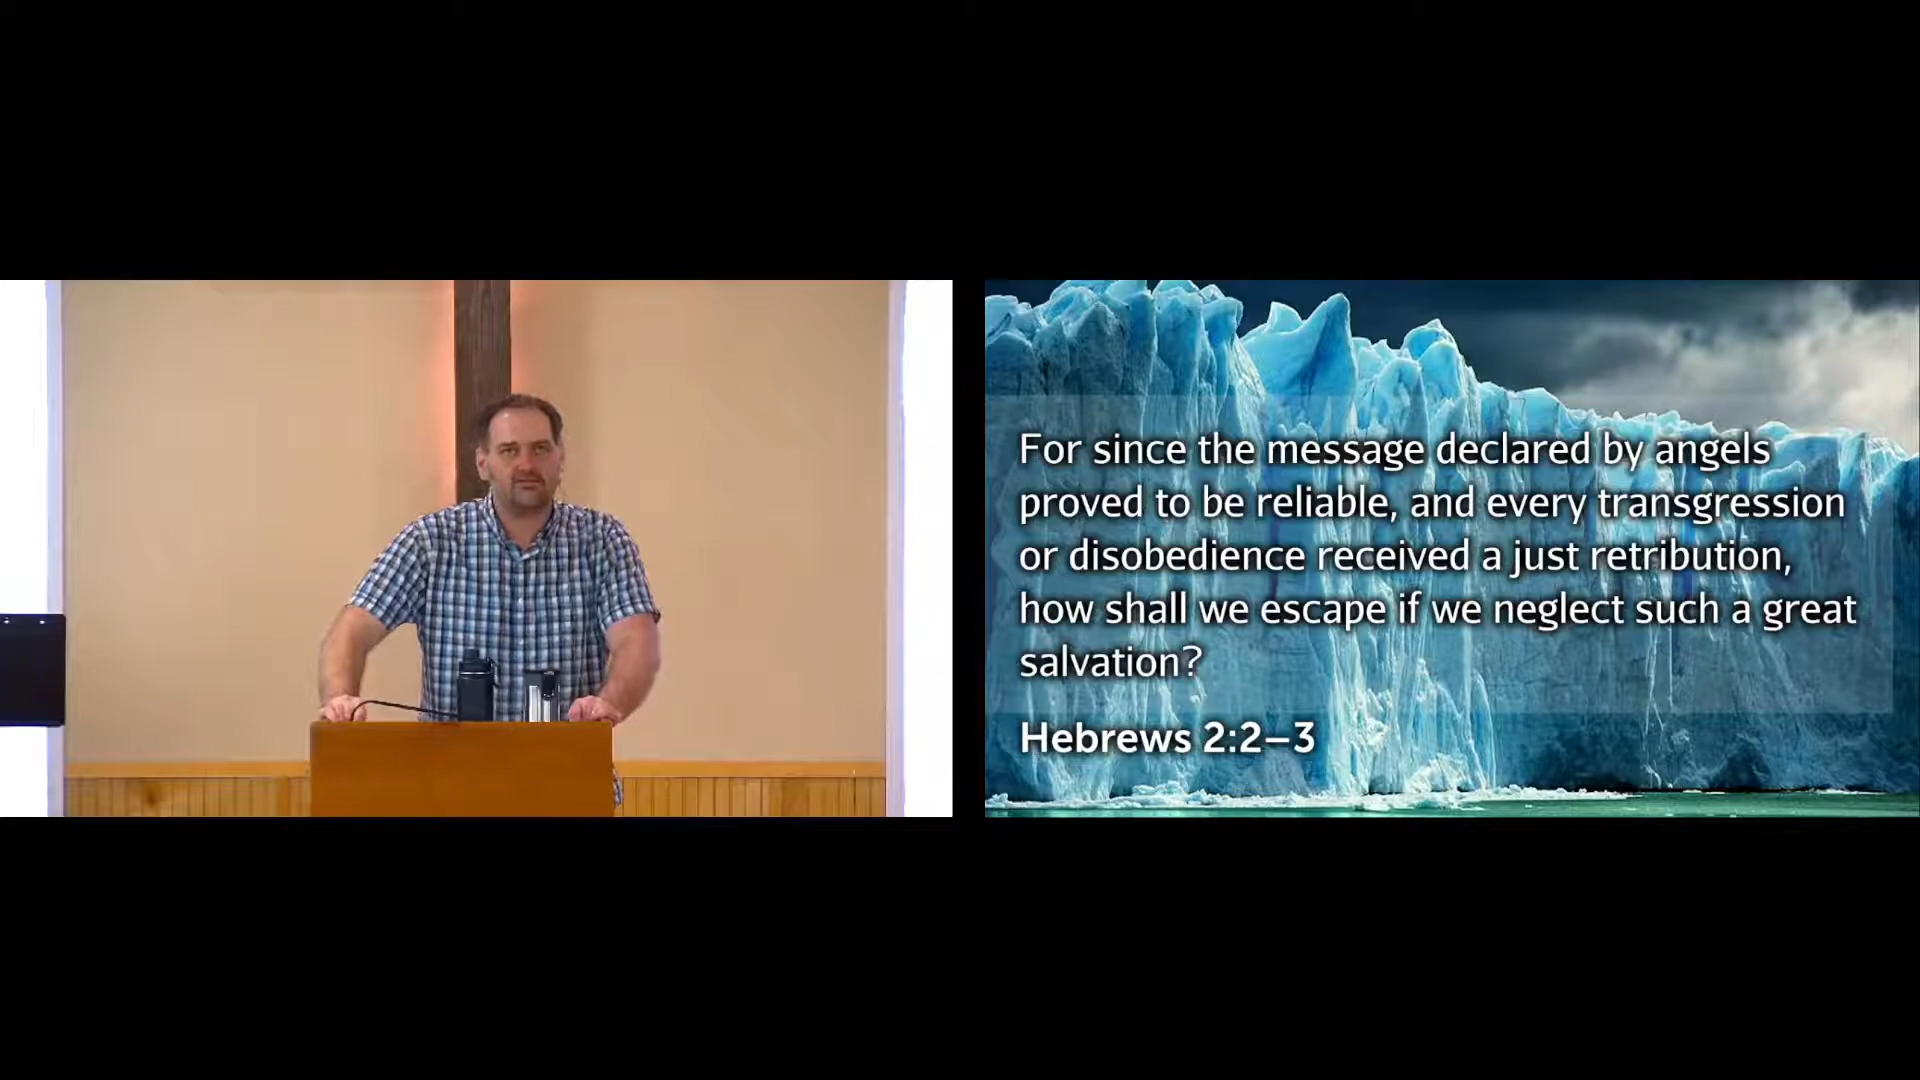 For since the message declared by angels
proved to be reliable, and every transgression
or disobedience received a just retribution,
how shall we escape if we neglect such a great
salvation?
Hebrews 2:2–3